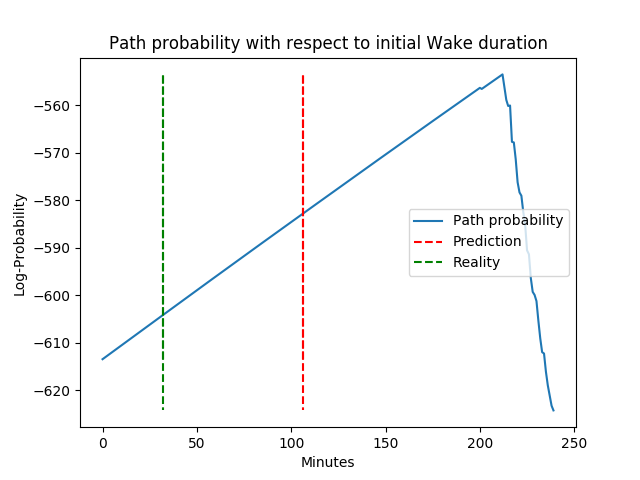 Path probability with respect to initial Wake duration
Log-Probability
−560
−570
−580
−590
−600
−610
−620
Path probability
Prediction
Reality
0 50 100 150 200 250
Minutes